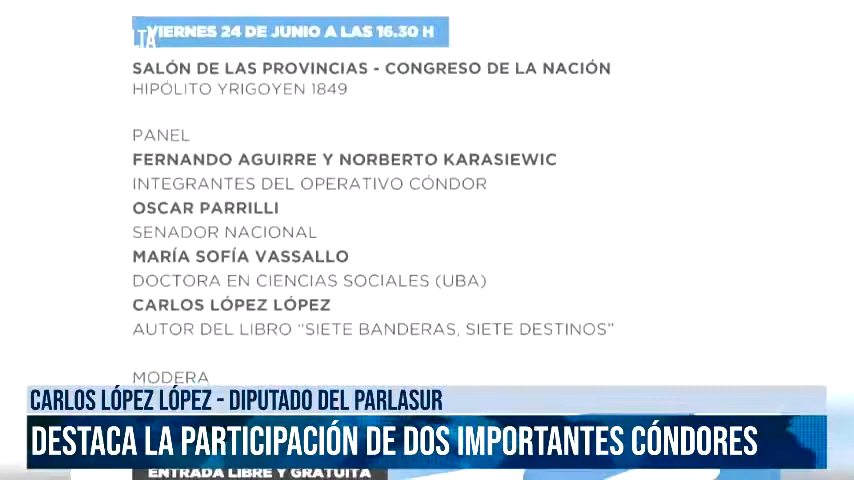 VIERNES 24 DE JUNIO A LAS 16.30 H
SALÓN DE LAS PROVINCIAS - CONGRESO DE LA NACIÓN
HIPÓLITO YRIGOYEN 1849
PANEL
FERNANDO AGUIRRE Y NORBERTO KARASIEWIC
INTEGRANTES DEL OPERATIVO CÓNDOR
OSCAR PARRILLI
SENADOR NACIONAL
MARÍA SOFÍA VASSALLO
DOCTORA EN CIENCIAS SOCIALES (UBA)
CARLOS LÓPEZ LÓPEZ
AUTOR DEL LIBRO “SIETE BANDERAS, SIETE DESTINOS”
MODERA
CARLOS LÓPEZ LÓPEZ - DIPUTADO DEL PARLASUR
DESTACA LA PARTICIPACIÓN DE DOS IMPORTANTES CÓNDORES
ENTRADA LIBRE Y GRATUITA